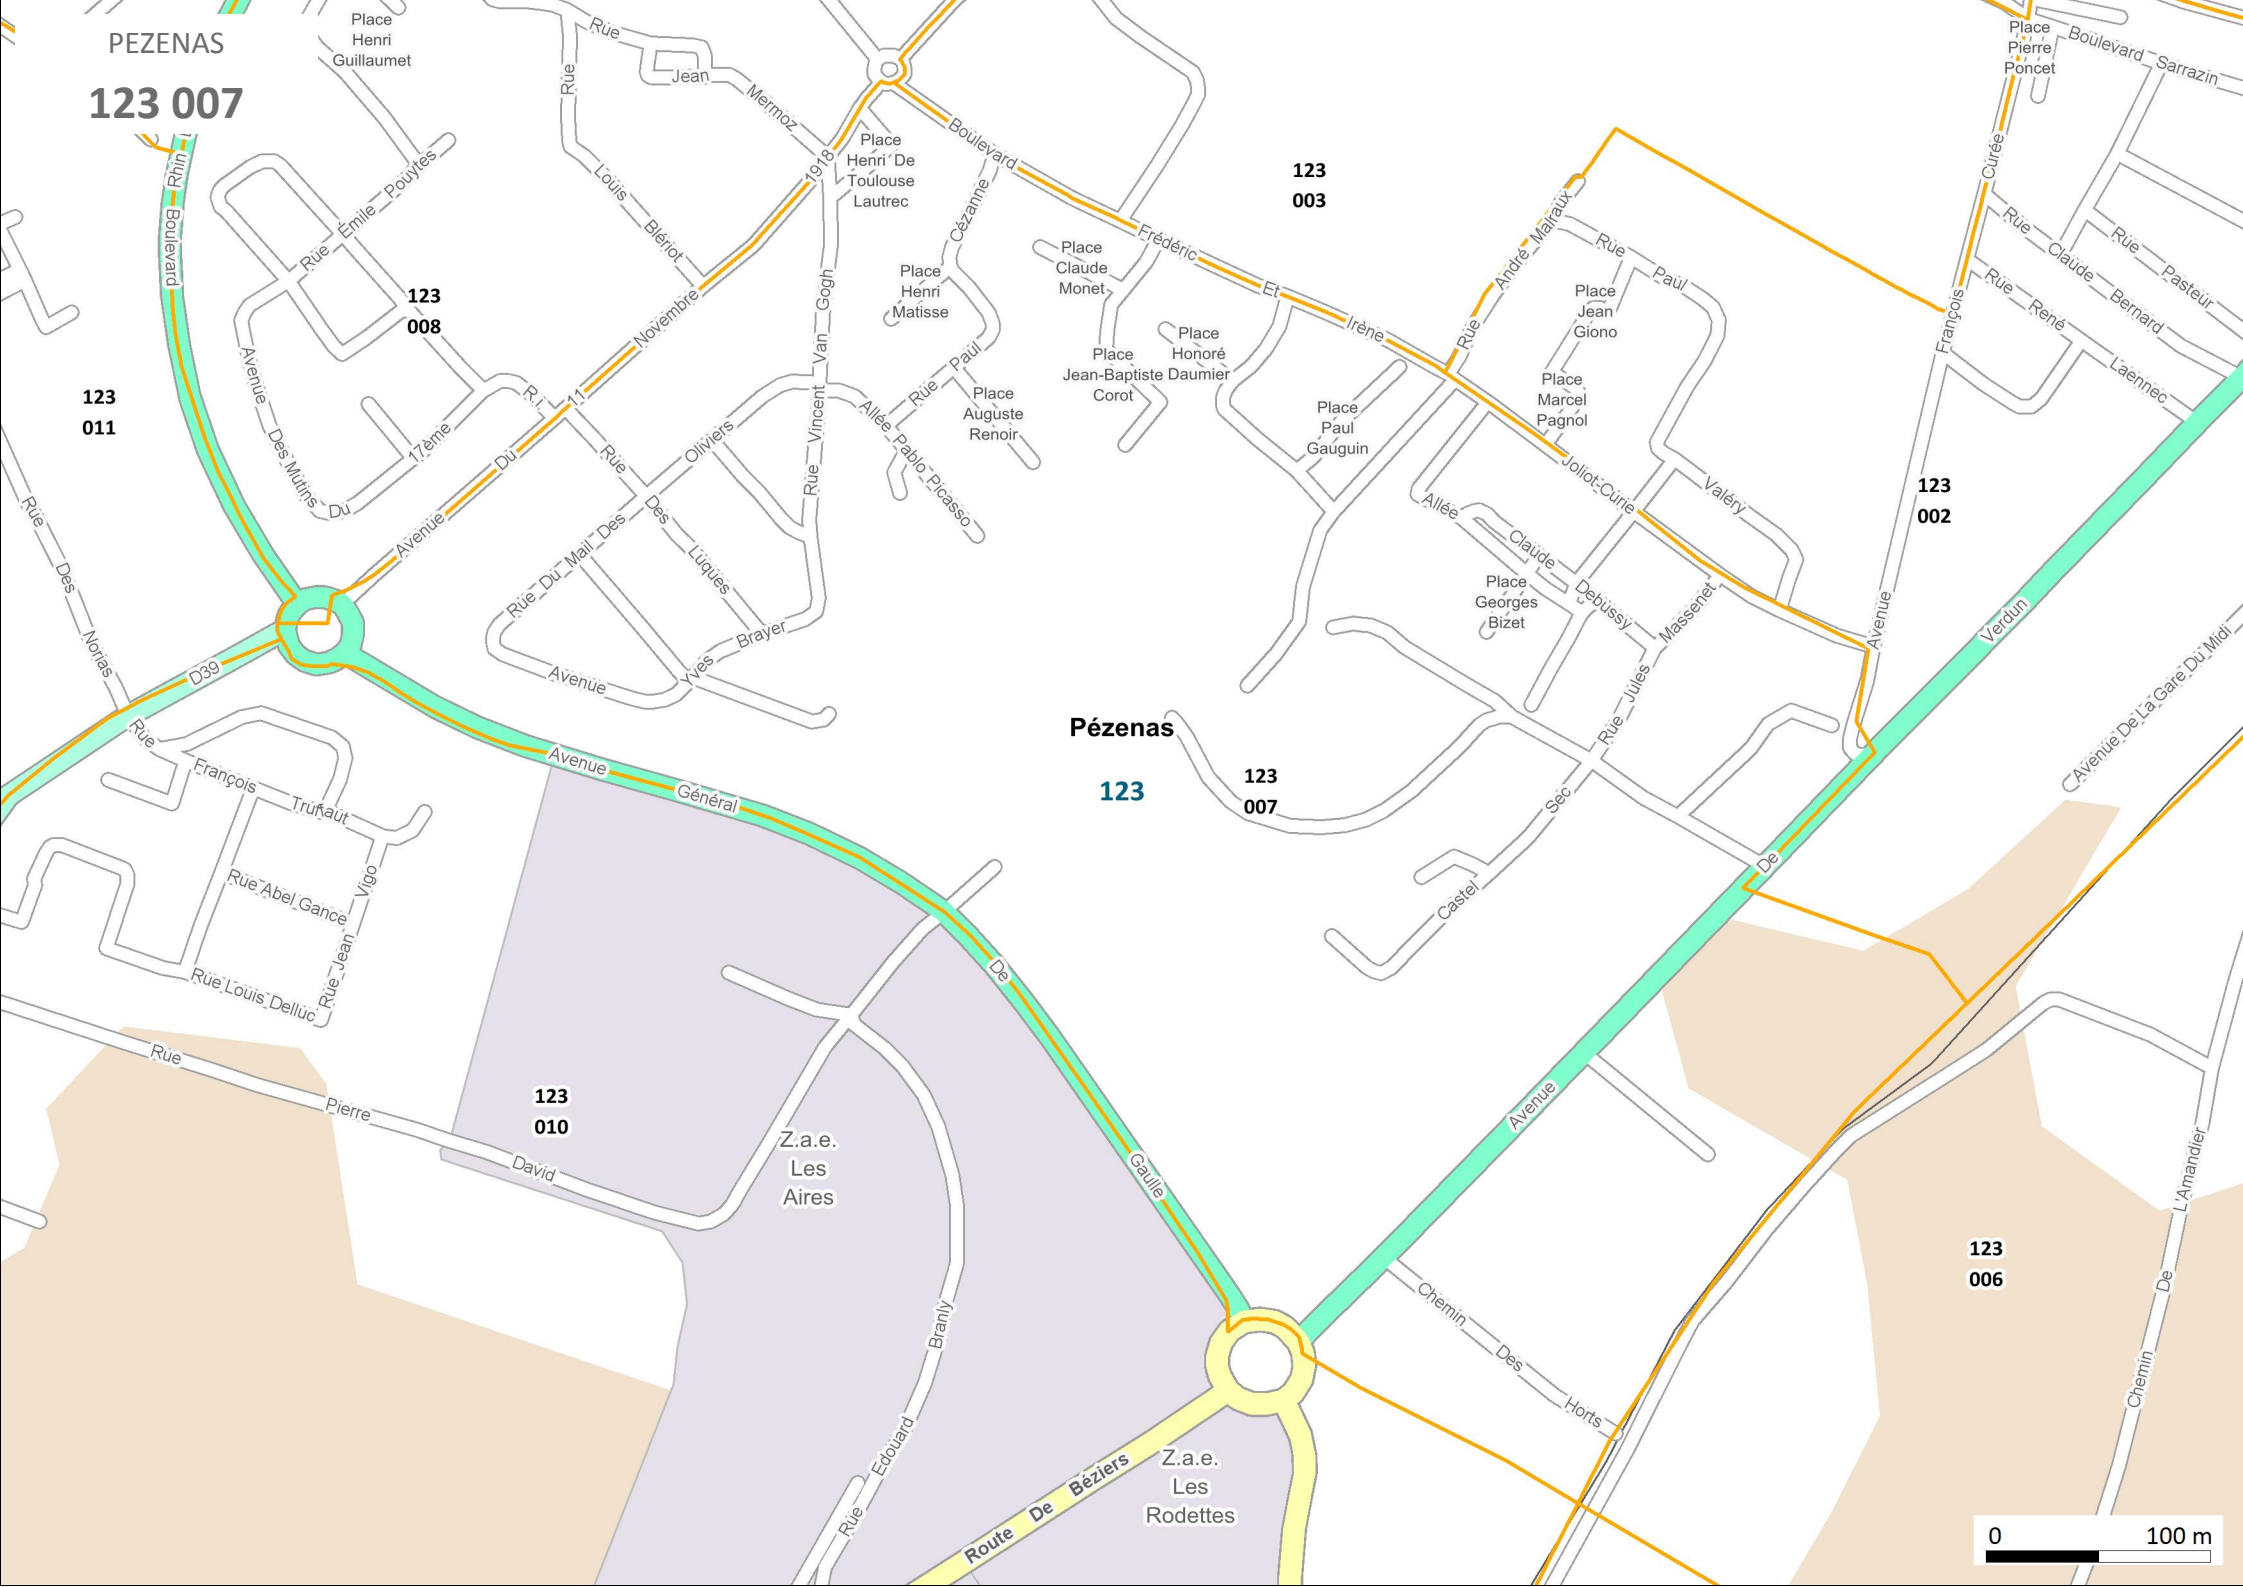 PEZENAS
123 007
Place
Henri
Guillaumet
Rue
Jean
Mermoz
Rue
Louis
Blériot
Place
Pierre
Poncet
Boulevard Sarrazin
Rhin
Boulevard
Rue Émile Pouytes
1918
Place
Henri De
Toulouse
Lautrec
Boulevard
Frédéric
Et
Irène
Joliot-Curie
123
003
Curée
François
Avenue
Cézanne
Rue Paul
Place
Henri
Matisse
Place
Claude
Monet
Rue André Malraux
Rue Paul
Valéry
Place
Jean
Giono
Rue Claude Bernard
Rue Pasteur
Rue René Laennec
123
008
Novembre
11
Du
Avenue
Rue Vincent Van Gogh
Place
Auguste
Renoir
Place
Jean-Baptiste
Corot
Place
Honoré
Daumier
Place
Marcel
Pagnol
Place
Paul
Gauguin
123
011
Avenue Des Mutins
Du 17ème R.i.
Rue Des Luques
Rue Du Mail Des Oliviers
Allée Pablo Picasso
123
002
Allée Claude Debussy
Place
Georges
Bizet
Massenet
Rue Jules
Rue Des Norias
D39
Avenue Yves Brayer
Verdun
De
Avenue
Avenue De La Gare Du Midi
Pézenas
123
123
007
Rue François Truffaut
Avenue Général De Gaulle
Rue Abel Gance
Rue Jean Vigo
Rue Louis Delluc
Castel Sec
Rue Pierre David
123
010
Z.a.e.
Les
Aires
123
006
Chemin De L'Amandier
Chemin Des Horts
Rue Edouard Branly
Route De Béziers
Z.a.e.
Les
Rodettes
0 100 m